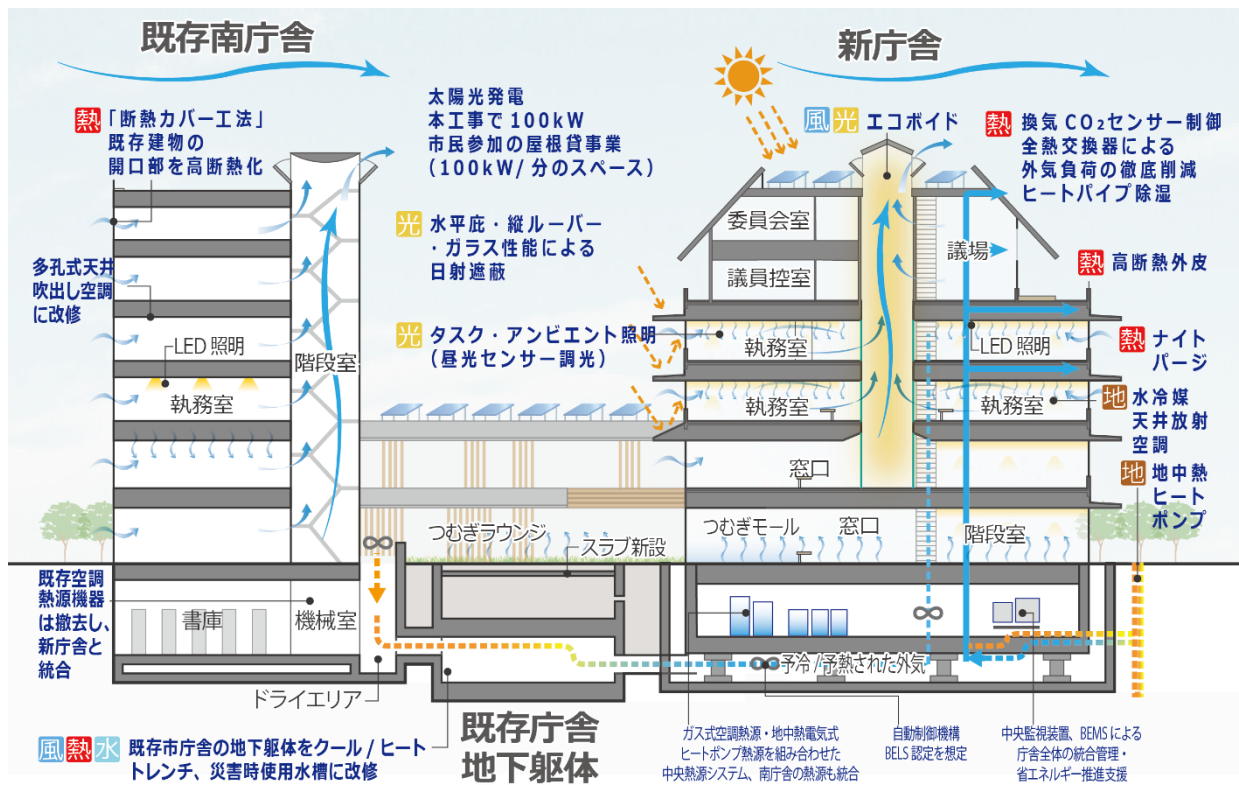 既存南庁舎
新庁舎
熱 「断熱カバー工法」
既存建物の
開口部を高断熱化
太陽光発電
本工事で100kW
市民参加の屋根貸事業
(100kW/分のスペース)
風 光 エコボイド
熱 換気CO₂センサー制御
全熱交換器による
外気負荷の徹底削減
ヒートパイプ除湿
光 水平庇・縦ルーバー
・ガラス性能による
日射遮蔽
委員会室
議員控室
議場
熱 高断熱外皮
多孔式天井
吹出し空調
に改修
LED照明
階段室
執務室
光 タスク・アンビエント照明
(昼光センサー調光)
執務室
LED照明
熱 ナイト
パージ
執務室
執務室
地 水冷媒
天井放射
空調
窓口
地 地中熱
ヒート
ポンプ
つむぎラウンジ
スラブ新設
つむぎモール
窓口
階段室
既存空調
熱源機器
は撤去し、
新庁舎と
統合
書庫
機械室
予冷/予熱された外気
ドライエリア
既存庁舎
地下躯体
風 熱 水 既存市庁舎の地下躯体をクール/ヒート
トレンチ、災害時使用水槽に改修
ガス式空調熱源・地中熱電気式
ヒートポンプ熱源を組み合わせた
中央熱源システム、南庁舎の熱源も統合
自動制御機構
BELS認定を想定
中央監視装置、BEMSによる
庁舎全体の統合管理・
省エネルギー推進支援